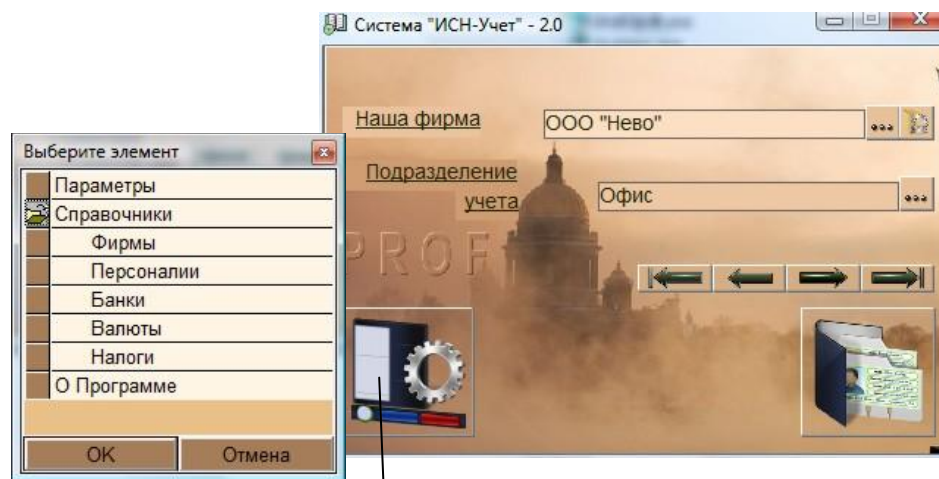 Система "ИСН-Учет" - 2.0
Наша фирма
ООО "Нево"
Подразделение
учета
Офис
PROF
Выберите элемент
Параметры
Справочники
Фирмы
Персоналии
Банки
Валюты
Налоги
О Программе
OK Отмена